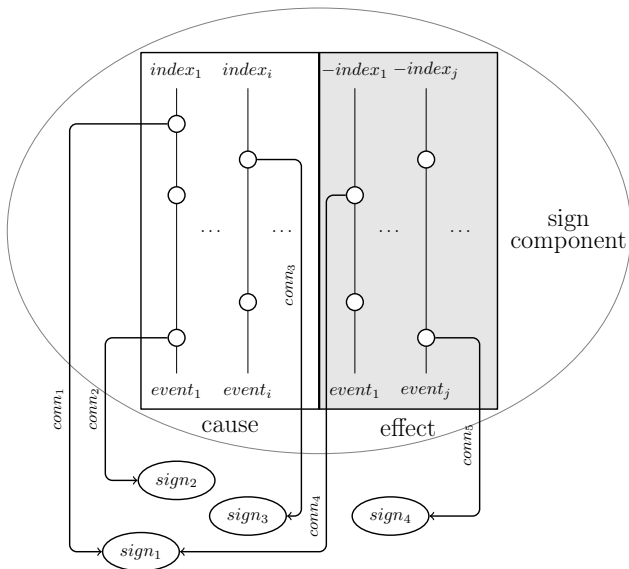 index₁ index_i −index₁ −index_j
... ... ... ...
sign
component
conn₃
conn₁ conn₂
event₁ event_i event₁ event_j
cause effect
conn₅
sign₂
conn₄
sign₃ sign₄
sign₁